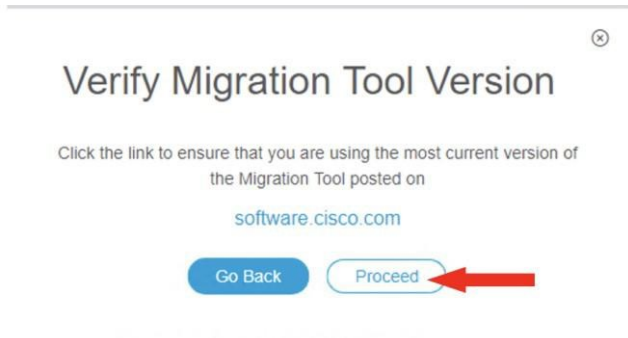 Verify Migration Tool Version
Click the link to ensure that you are using the most current version of
the Migration Tool posted on
software.cisco.com
Go Back
Proceed